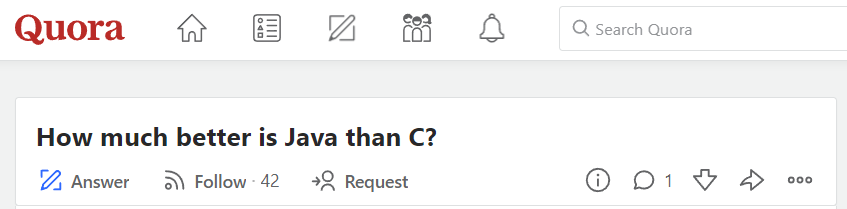 Quora Search Quora
How much better is Java than C?
Answer Follow · 42 Request 1